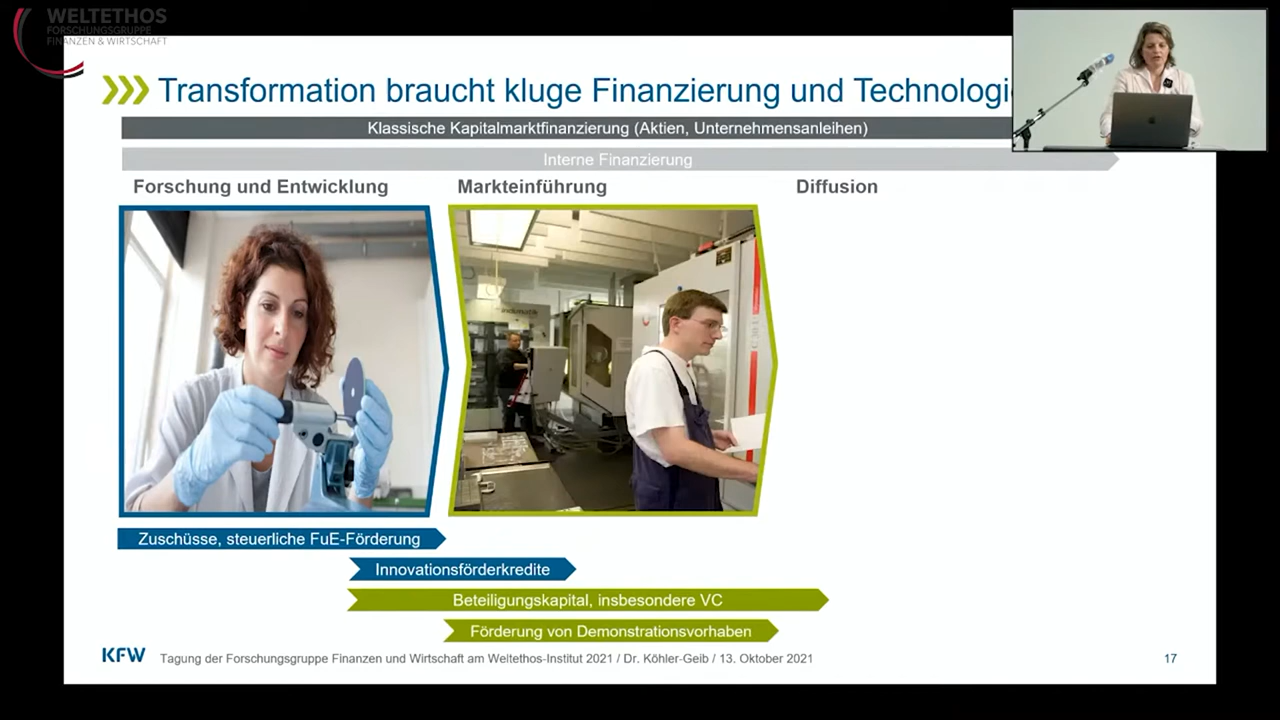 WELTETHOS
FORSCHUNGSGRUPPE
FINANZEN & WIRTSCHAFT
Transformation braucht kluge Finanzierung und
Klassische Kapitalmarktfinanzierung (Aktien, Unternehmensanleihen)
Interne Finanzierung
Forschung und Entwicklung
Markteinführung
Diffusion
Zuschüsse, steuerliche FuE-Förderung
Innovationsförderkredite
Beteiligungskapital, insbesondere VC
Förderung von Demonstrationsvorhaben
KFW
Tagung der Forschungsgruppe Finanzen und Wirtschaft am Weltethos-Institut 2021 / Dr. Köhler-Geib / 13. Oktober 2021
17